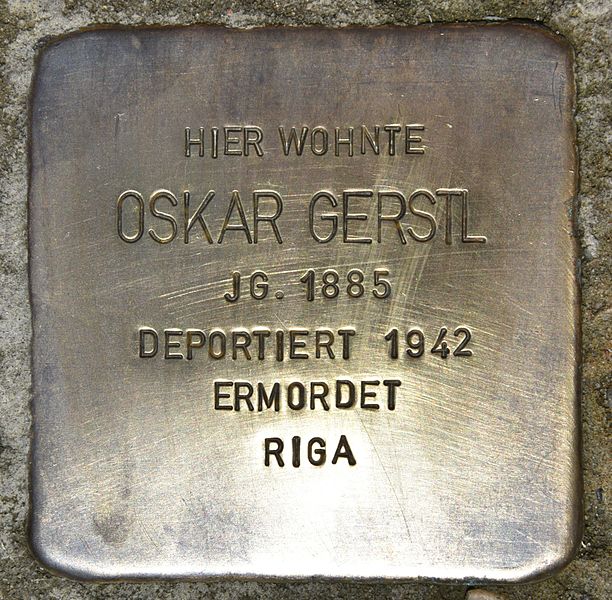 HIER WOHNTE
OSKAR GERSTL
JG. 1885
DEPORTIERT 1942
ERMORDET
RIGA